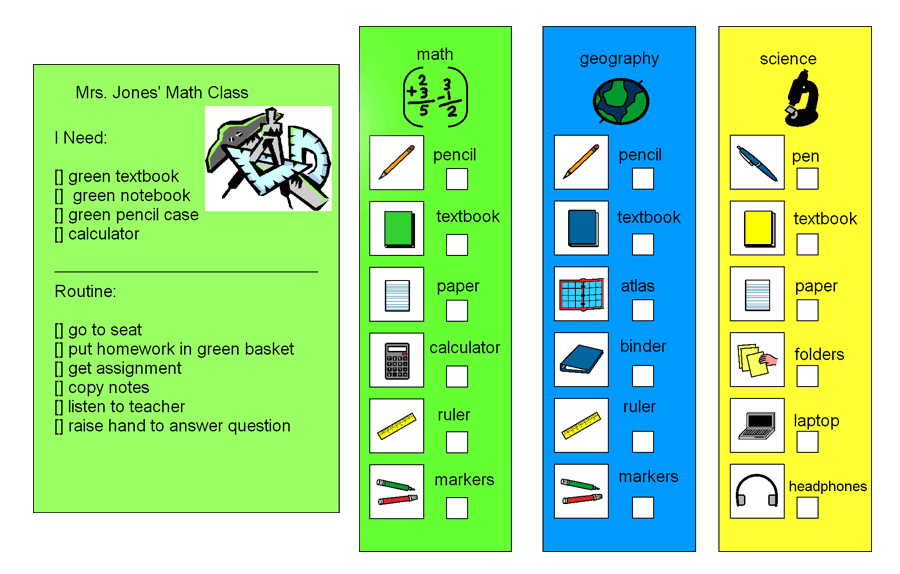 Mrs. Jones' Math Class
I Need:
[] green textbook
[] green notebook
[] green pencil case
[] calculator
Routine:
[] go to seat
[] put homework in green basket
[] get assignment
[] copy notes
[] listen to teacher
[] raise hand to answer question
math
2
+3
5
3
-1
2
pencil
textbook
paper
calculator
ruler
markers
geography
pencil
textbook
atlas
binder
ruler
markers
science
pen
textbook
paper
folders
laptop
headphones